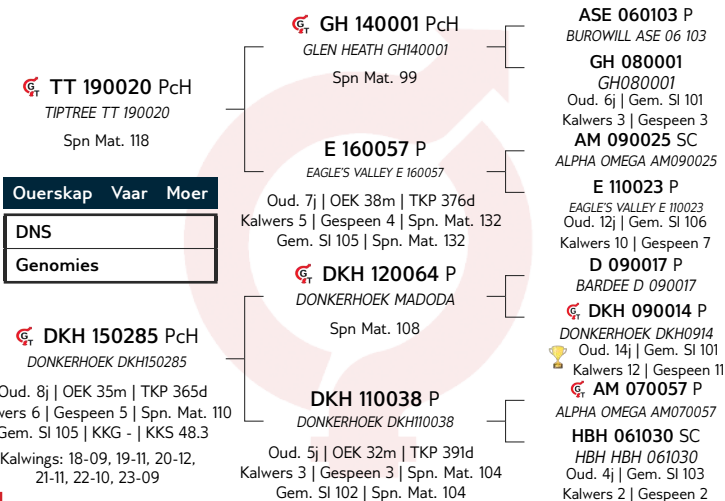 TT 190020 PcH
TIPTREE TT 190020
Spn Mat. 118
Ouerskap Vaar Moer
DNS
Genomies
DKH 150285 PcH
DONKERHOEK DKH150285
Oud. 8j | OEK 35m | TKP 365d
wers 6 | Gespeen 5 | Spn. Mat. 110
Gem. SI 105 | KKG - | KKS 48.3
Kalwings: 18-09, 19-11, 20-12,
21-11, 22-10, 23-09
GH 140001 PcH
GLEN HEATH GH140001
Spn Mat. 99
E 160057 P
EAGLE'S VALLEY E 160057
Oud. 7j | OEK 38m | TKP 376d
Kalwers 5 | Gespeen 4 | Spn. Mat. 132
Gem. SI 105 | Spn. Mat. 132
DKH 120064 P
DONKERHOEK MADODA
Spn Mat. 108
DKH 110038 P
DONKERHOEK DKH110038
Oud. 5j | OEK 32m | TKP 391d
Kalwers 3 | Gespeen 3 | Spn. Mat. 104
Gem. SI 102 | Spn. Mat. 104
ASE 060103 P
BUROWILL ASE 06 103
GH 080001
GH080001
Oud. 6j | Gem. SI 101
Kalwers 3 | Gespeen 3
AM 090025 SC
ALPHA OMEGA AM090025
E 110023 P
EAGLE'S VALLEY E 110023
Oud. 12j | Gem. SI 106
Kalwers 10 | Gespeen 7
D 090017 P
BARDEE D 090017
DKH 090014 P
DONKERHOEK DKH0914
Oud. 14j | Gem. SI 101
Kalwers 12 | Gespeen 11
AM 070057 P
ALPHA OMEGA AM070057
HBH 061030 SC
HBH HBH 061030
Oud. 4j | Gem. SI 103
Kalwers 2 | Gespeen 2